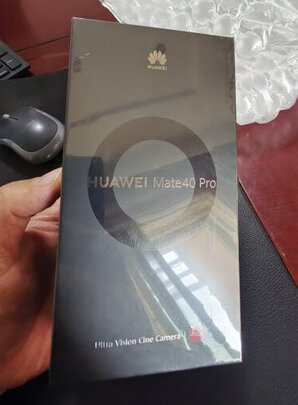 HUAWEI
HUAWEI Mate40 Pro
Ultra Vision Cine Camera